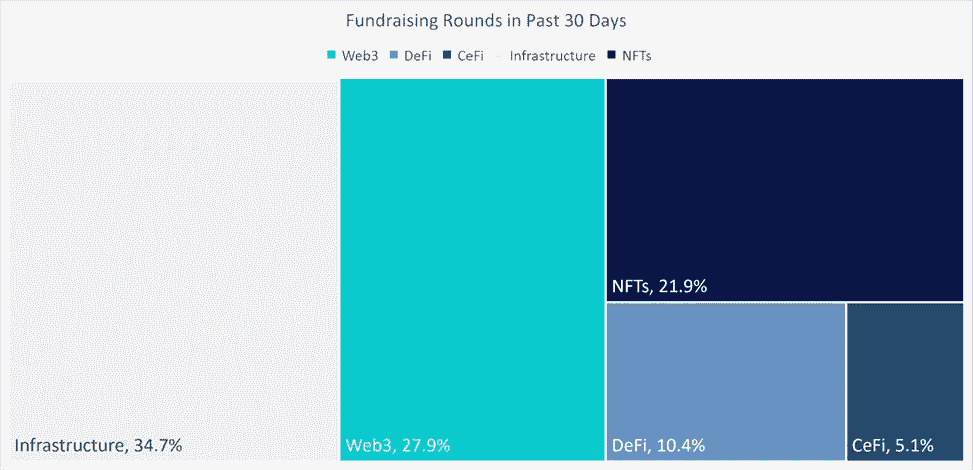 Fundraising Rounds in Past 30 Days
Web3 DeFi CeFi Infrastructure NFTs
NFTs, 21.9%
Infrastructure, 34.7% Web3, 27.9% DeFi, 10.4% CeFi, 5.1%